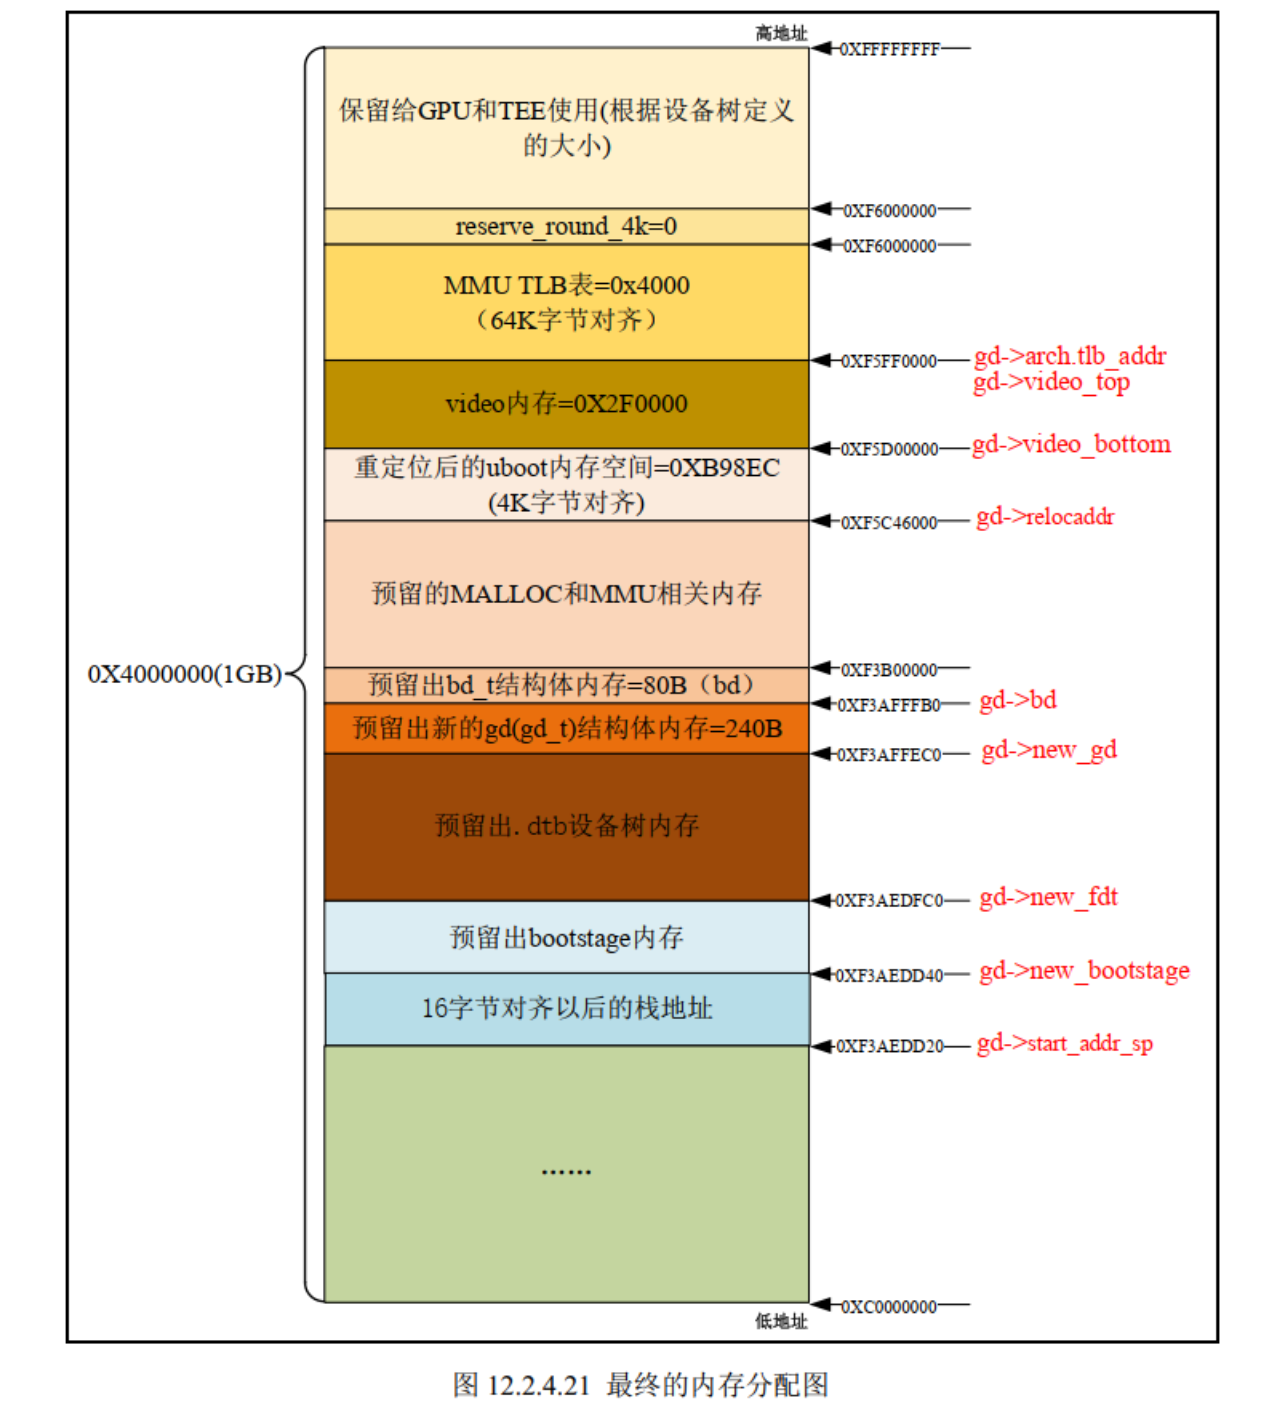 高地址
0XFFFFFFFF
保留给GPU和TEE使用(根据设备树定义
的大小)
0XF6000000
reserve_round_4k=0
0XF6000000
MMU TLB表=0x4000
（64K字节对齐）
0XF5FF0000
gd->arch.tlb_addr
gd->video_top
video内存=0X2F0000
0XF5D00000
gd->video_bottom
重定位后的uboot内存空间=0XB98EC
(4K字节对齐)
0XF5C46000
gd->relocaddr
预留的MALLOC和MMU相关内存
0X4000000(1GB)
0XF3B00000
预留出bd_t结构体内存=80B（bd）
0XF3AFFFB0
gd->bd
预留出新的gd(gd_t)结构体内存=240B
0XF3AFFEC0
gd->new_gd
预留出.dtb设备树内存
0XF3AEDFC0
gd->new_fdt
预留出bootstage内存
0XF3AEDD40
gd->new_bootstage
16字节对齐以后的栈地址
0XF3AEDD20
gd->start_addr_sp
……
0XC0000000
低地址
图 12.2.4.21 最终的内存分配图